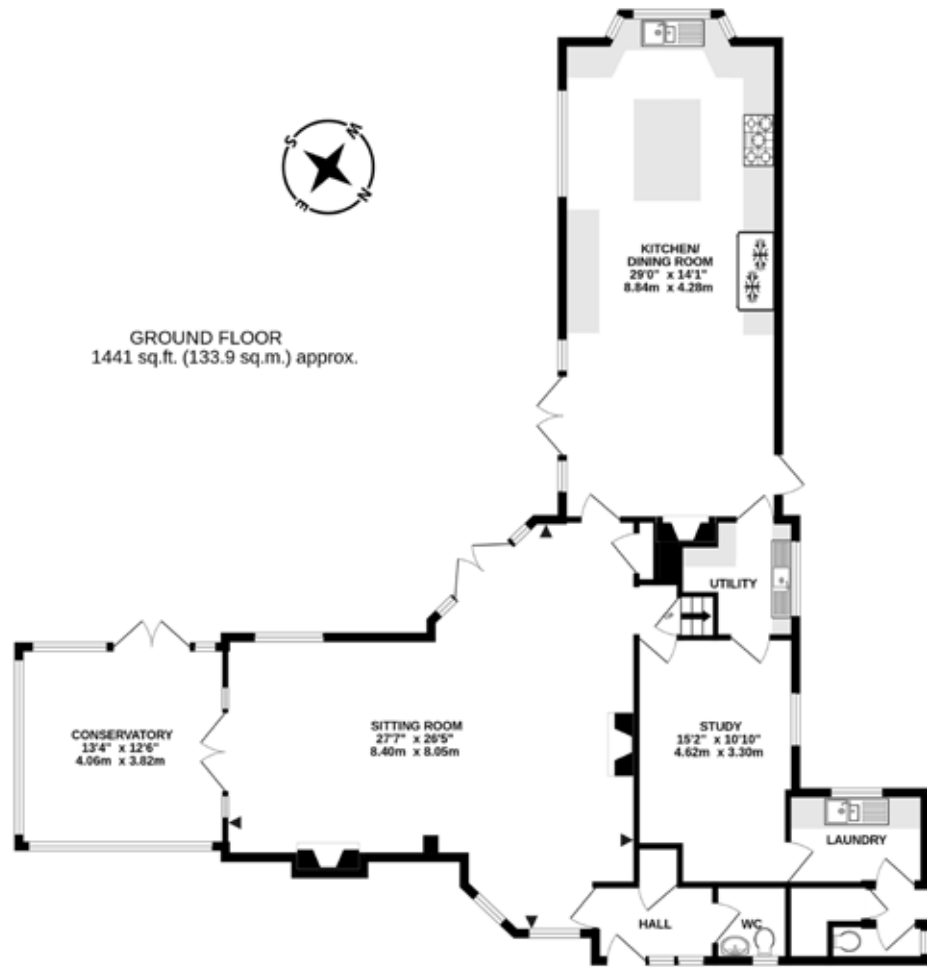 S
W
E
N
GROUND FLOOR
1441 sq.ft. (133.9 sq.m.) approx.
KITCHEN/
DINING ROOM
29'0" x 14'1"
8.84m x 4.28m
UTILITY
CONSERVATORY
13'4" x 12'6"
4.06m x 3.82m
SITTING ROOM
27'7" x 26'5"
8.40m x 8.05m
STUDY
15'2" x 10'10"
4.62m x 3.30m
LAUNDRY
HALL
WC